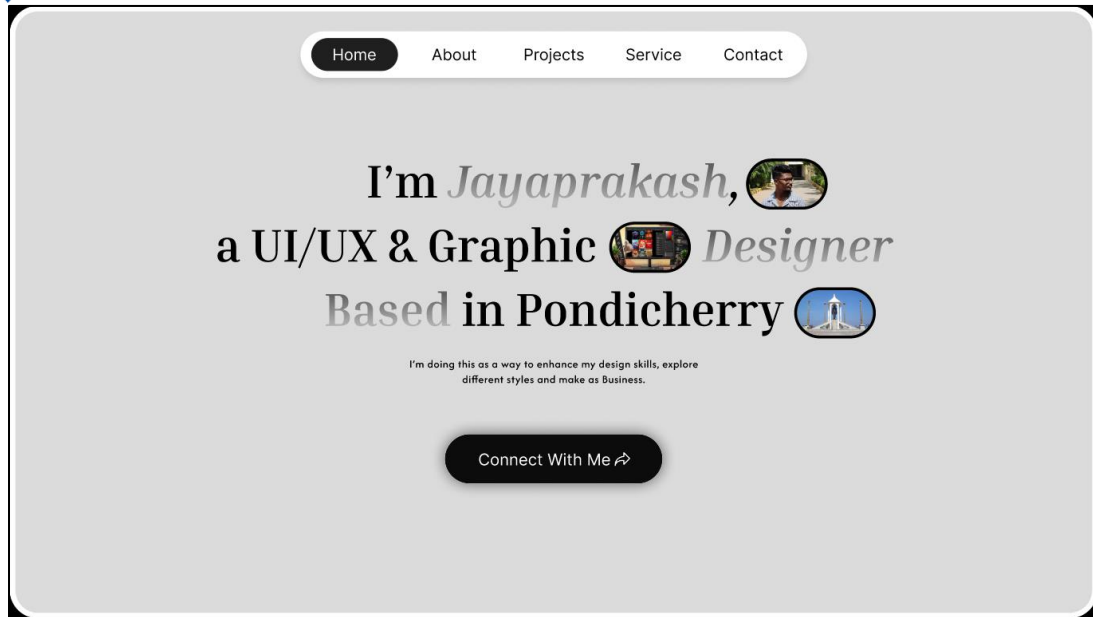 Home About Projects Service Contact
I'm Jayaprakash,
a UI/UX & Graphic Designer
Based in Pondicherry
I'm doing this as a way to enhance my design skills, explore
different styles and make as Business.
Connect With Me